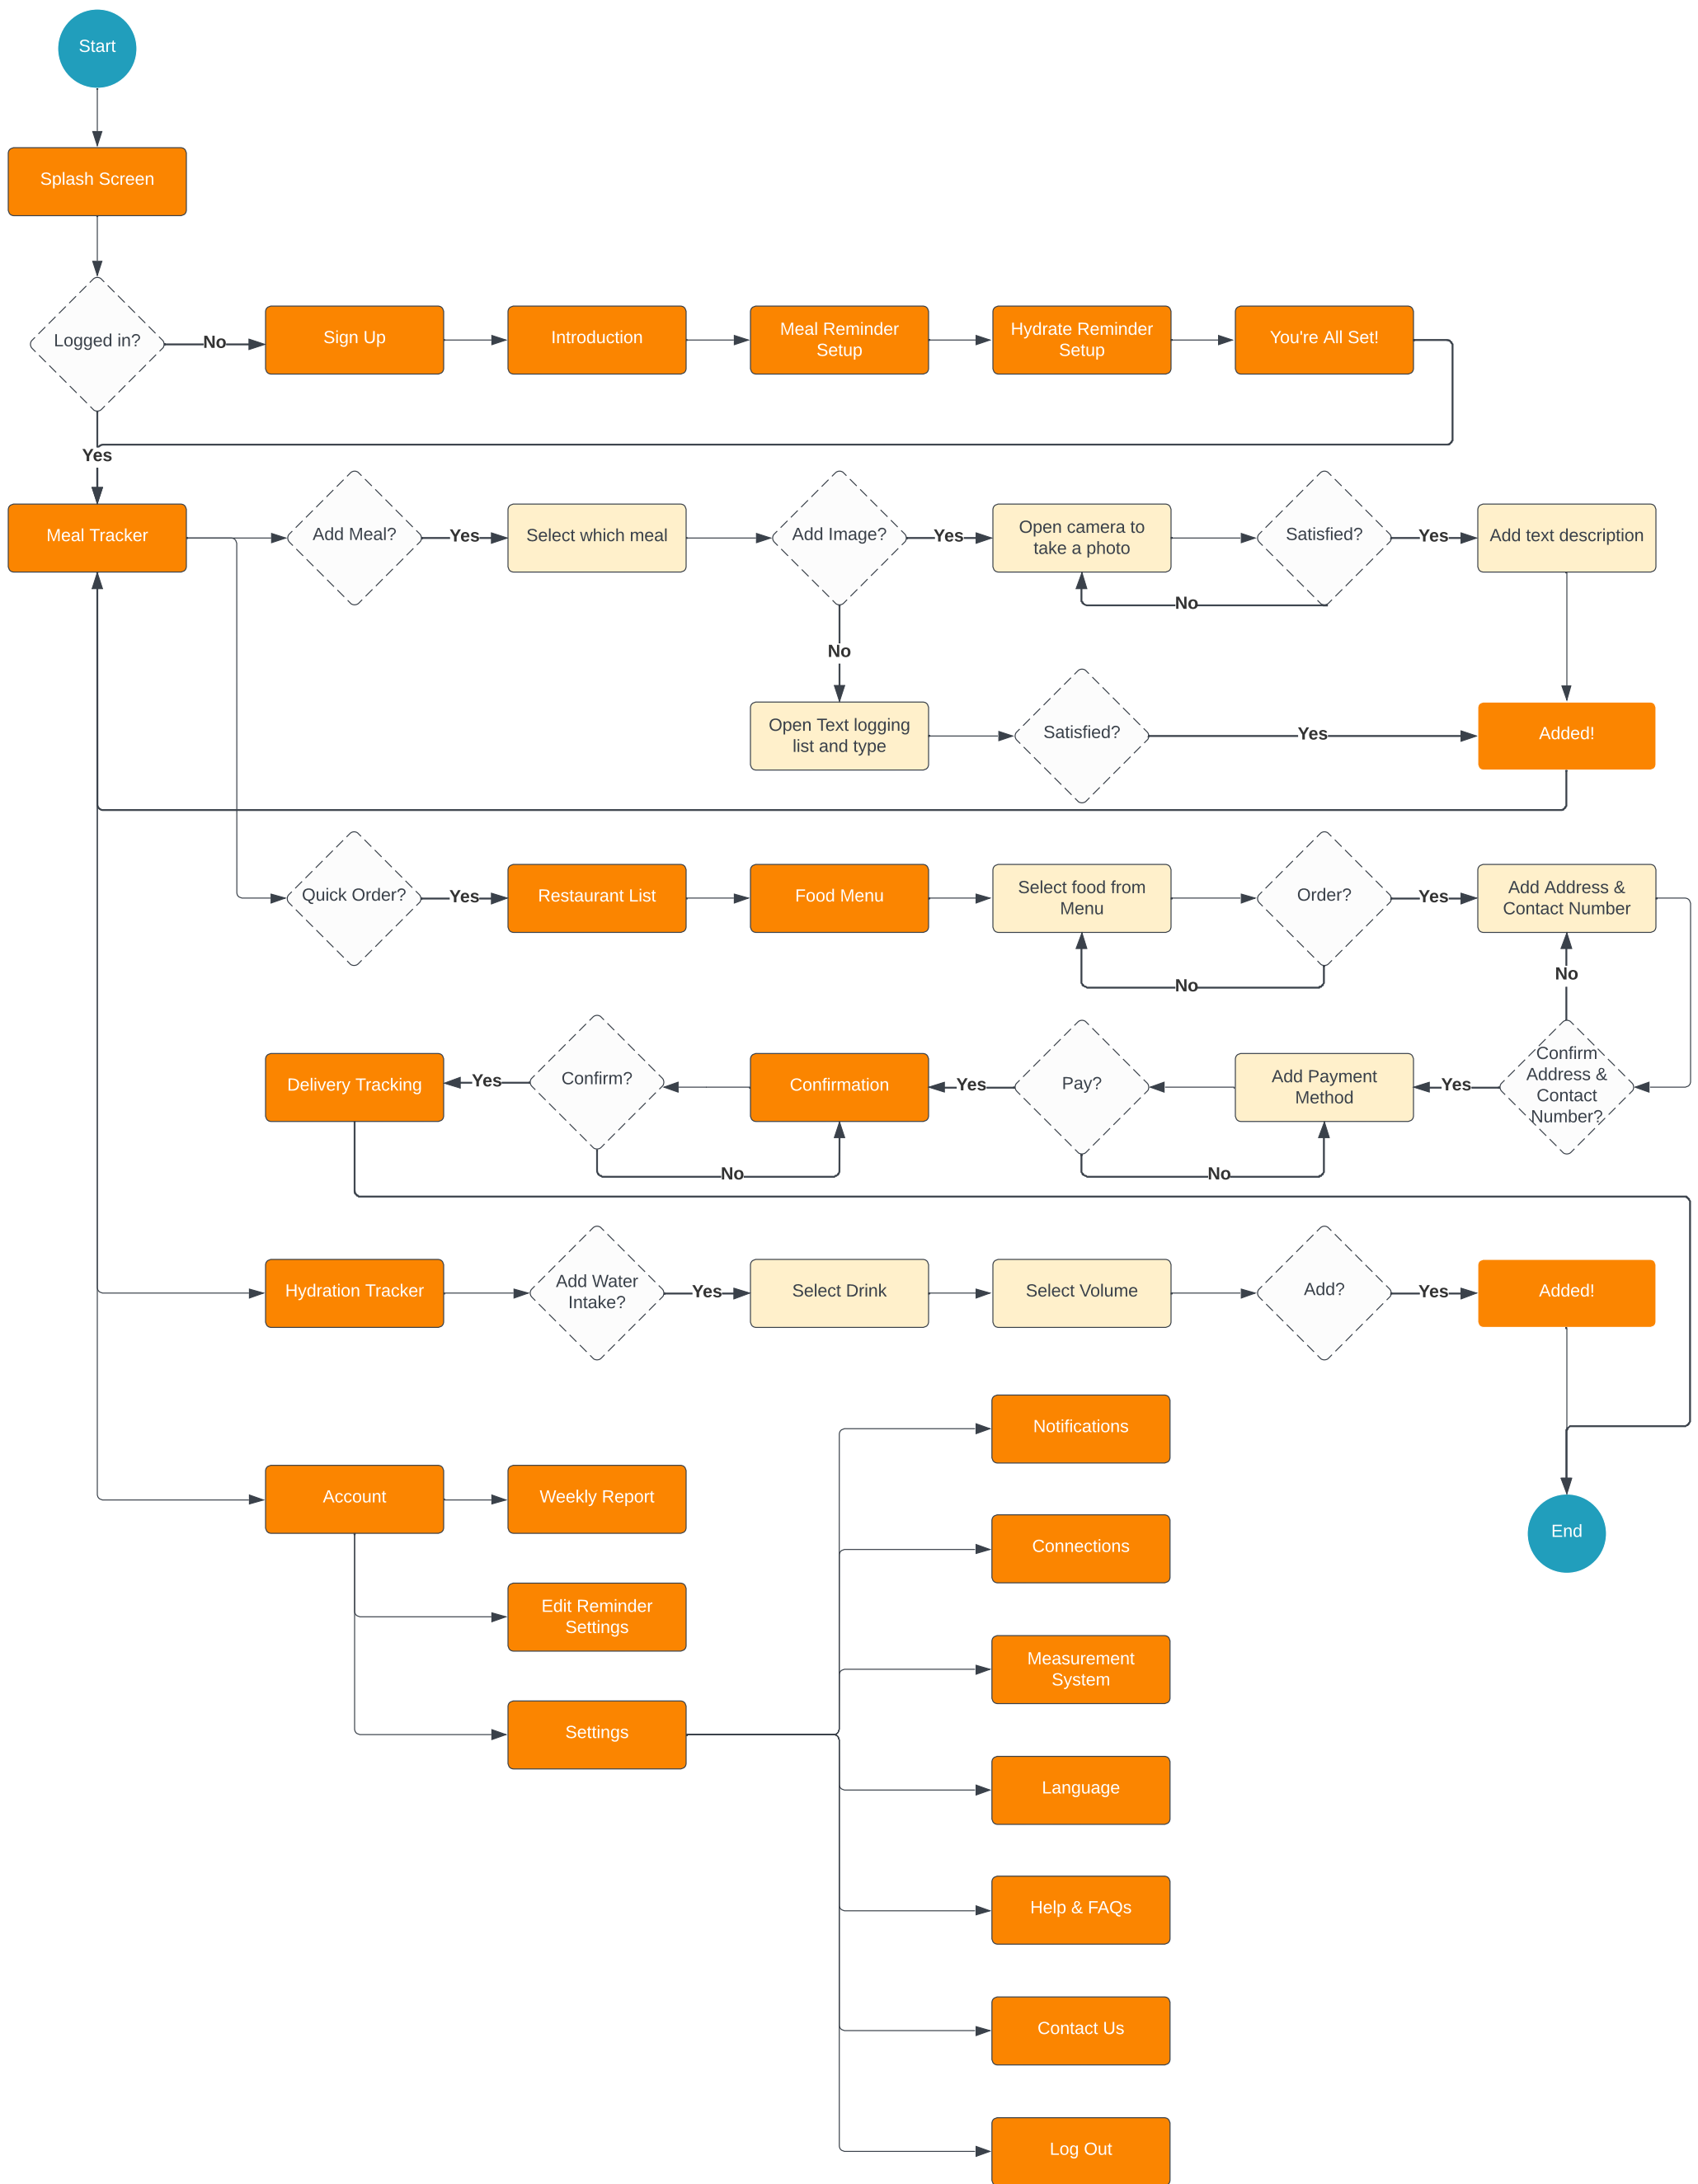 Start
Splash Screen
Logged in?
No
Sign Up
Introduction
Meal Reminder
Setup
Hydrate Reminder
Setup
You're All Set!
Yes
Meal Tracker
Add Meal?
Yes
Select which meal
Add Image?
Yes
Open camera to
take a photo
Satisfied?
Yes
Add text description
No
No
Open Text logging
list and type
Satisfied?
Yes
Added!
Quick Order?
Yes
Restaurant List
Food Menu
Select food from
Menu
Order?
Yes
Add Address &
Contact Number
No
No
Delivery Tracking
Yes
Confirm?
Confirmation
Yes
Pay?
Add Payment
Method
Yes
Confirm
Address &
Contact
Number?
No
No
Hydration Tracker
Add Water
Intake?
Yes
Select Drink
Select Volume
Add?
Yes
Added!
Notifications
Account
Weekly Report
Connections
End
Edit Reminder
Settings
Measurement
System
Settings
Language
Help & FAQs
Contact Us
Log Out